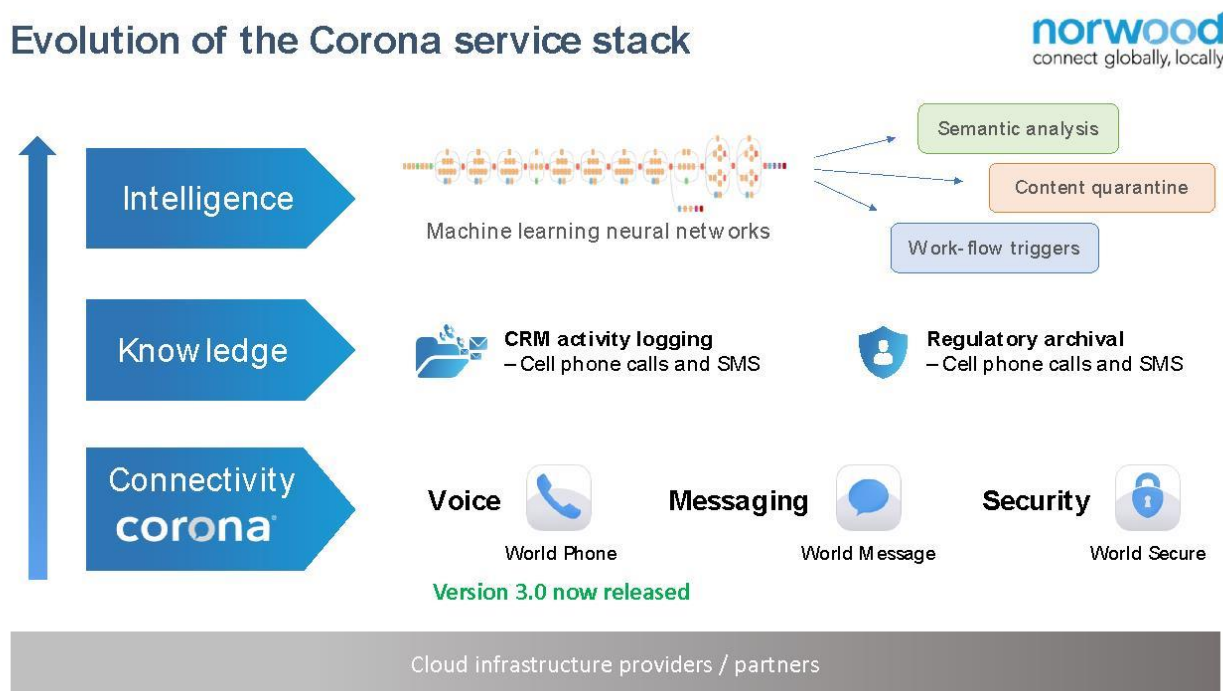 Evolution of the Corona service stack
norwood
connect globally, locally
Intelligence
Machine learning neural networks
Semantic analysis
Content quarantine
Work-flow triggers
Knowledge
CRM activity logging
– Cell phone calls and SMS
Regulatory archival
– Cell phone calls and SMS
Connectivity
corona®
Voice
World Phone
Messaging
World Message
Security
World Secure
Version 3.0 now released
Cloud infrastructure providers / partners